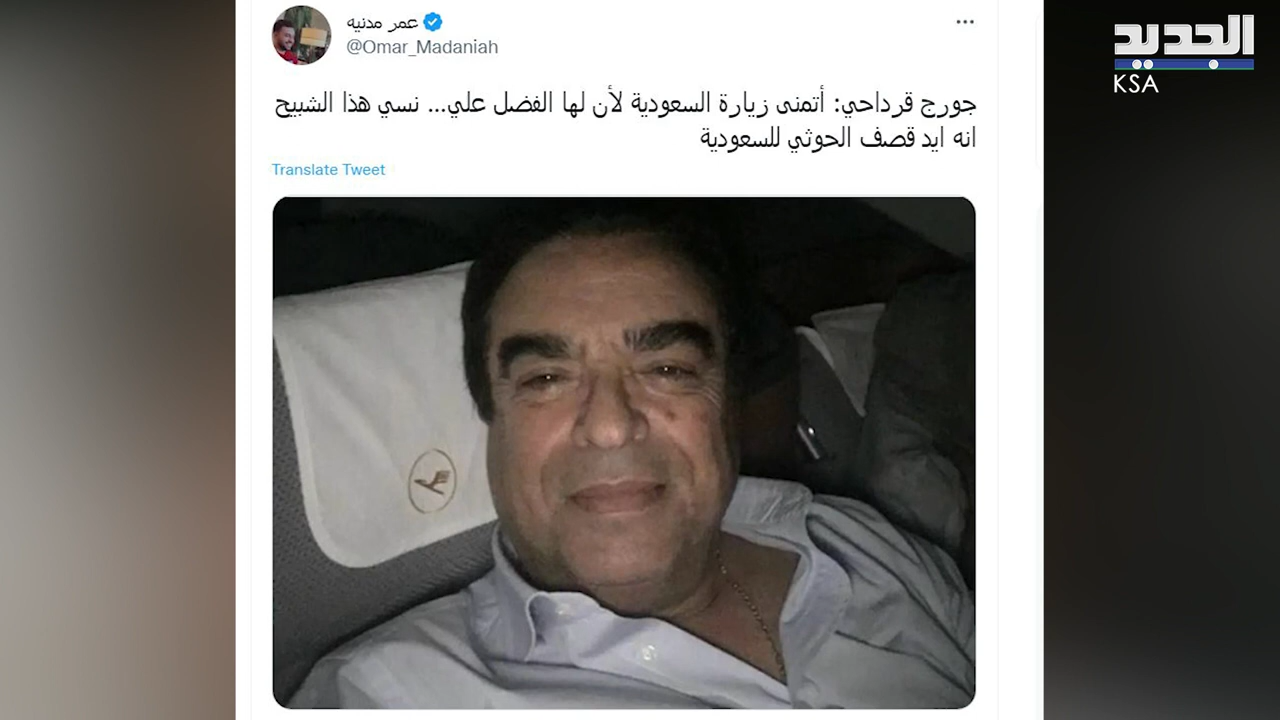 عمر مدنيه
@Omar_Madaniah
الجديد
KSA
جورج قرداحي: أتمنى زيارة السعودية لأن لها الفضل علي... نسي هذا الشبيح
انه ايد قصف الحوثي للسعودية
Translate Tweet